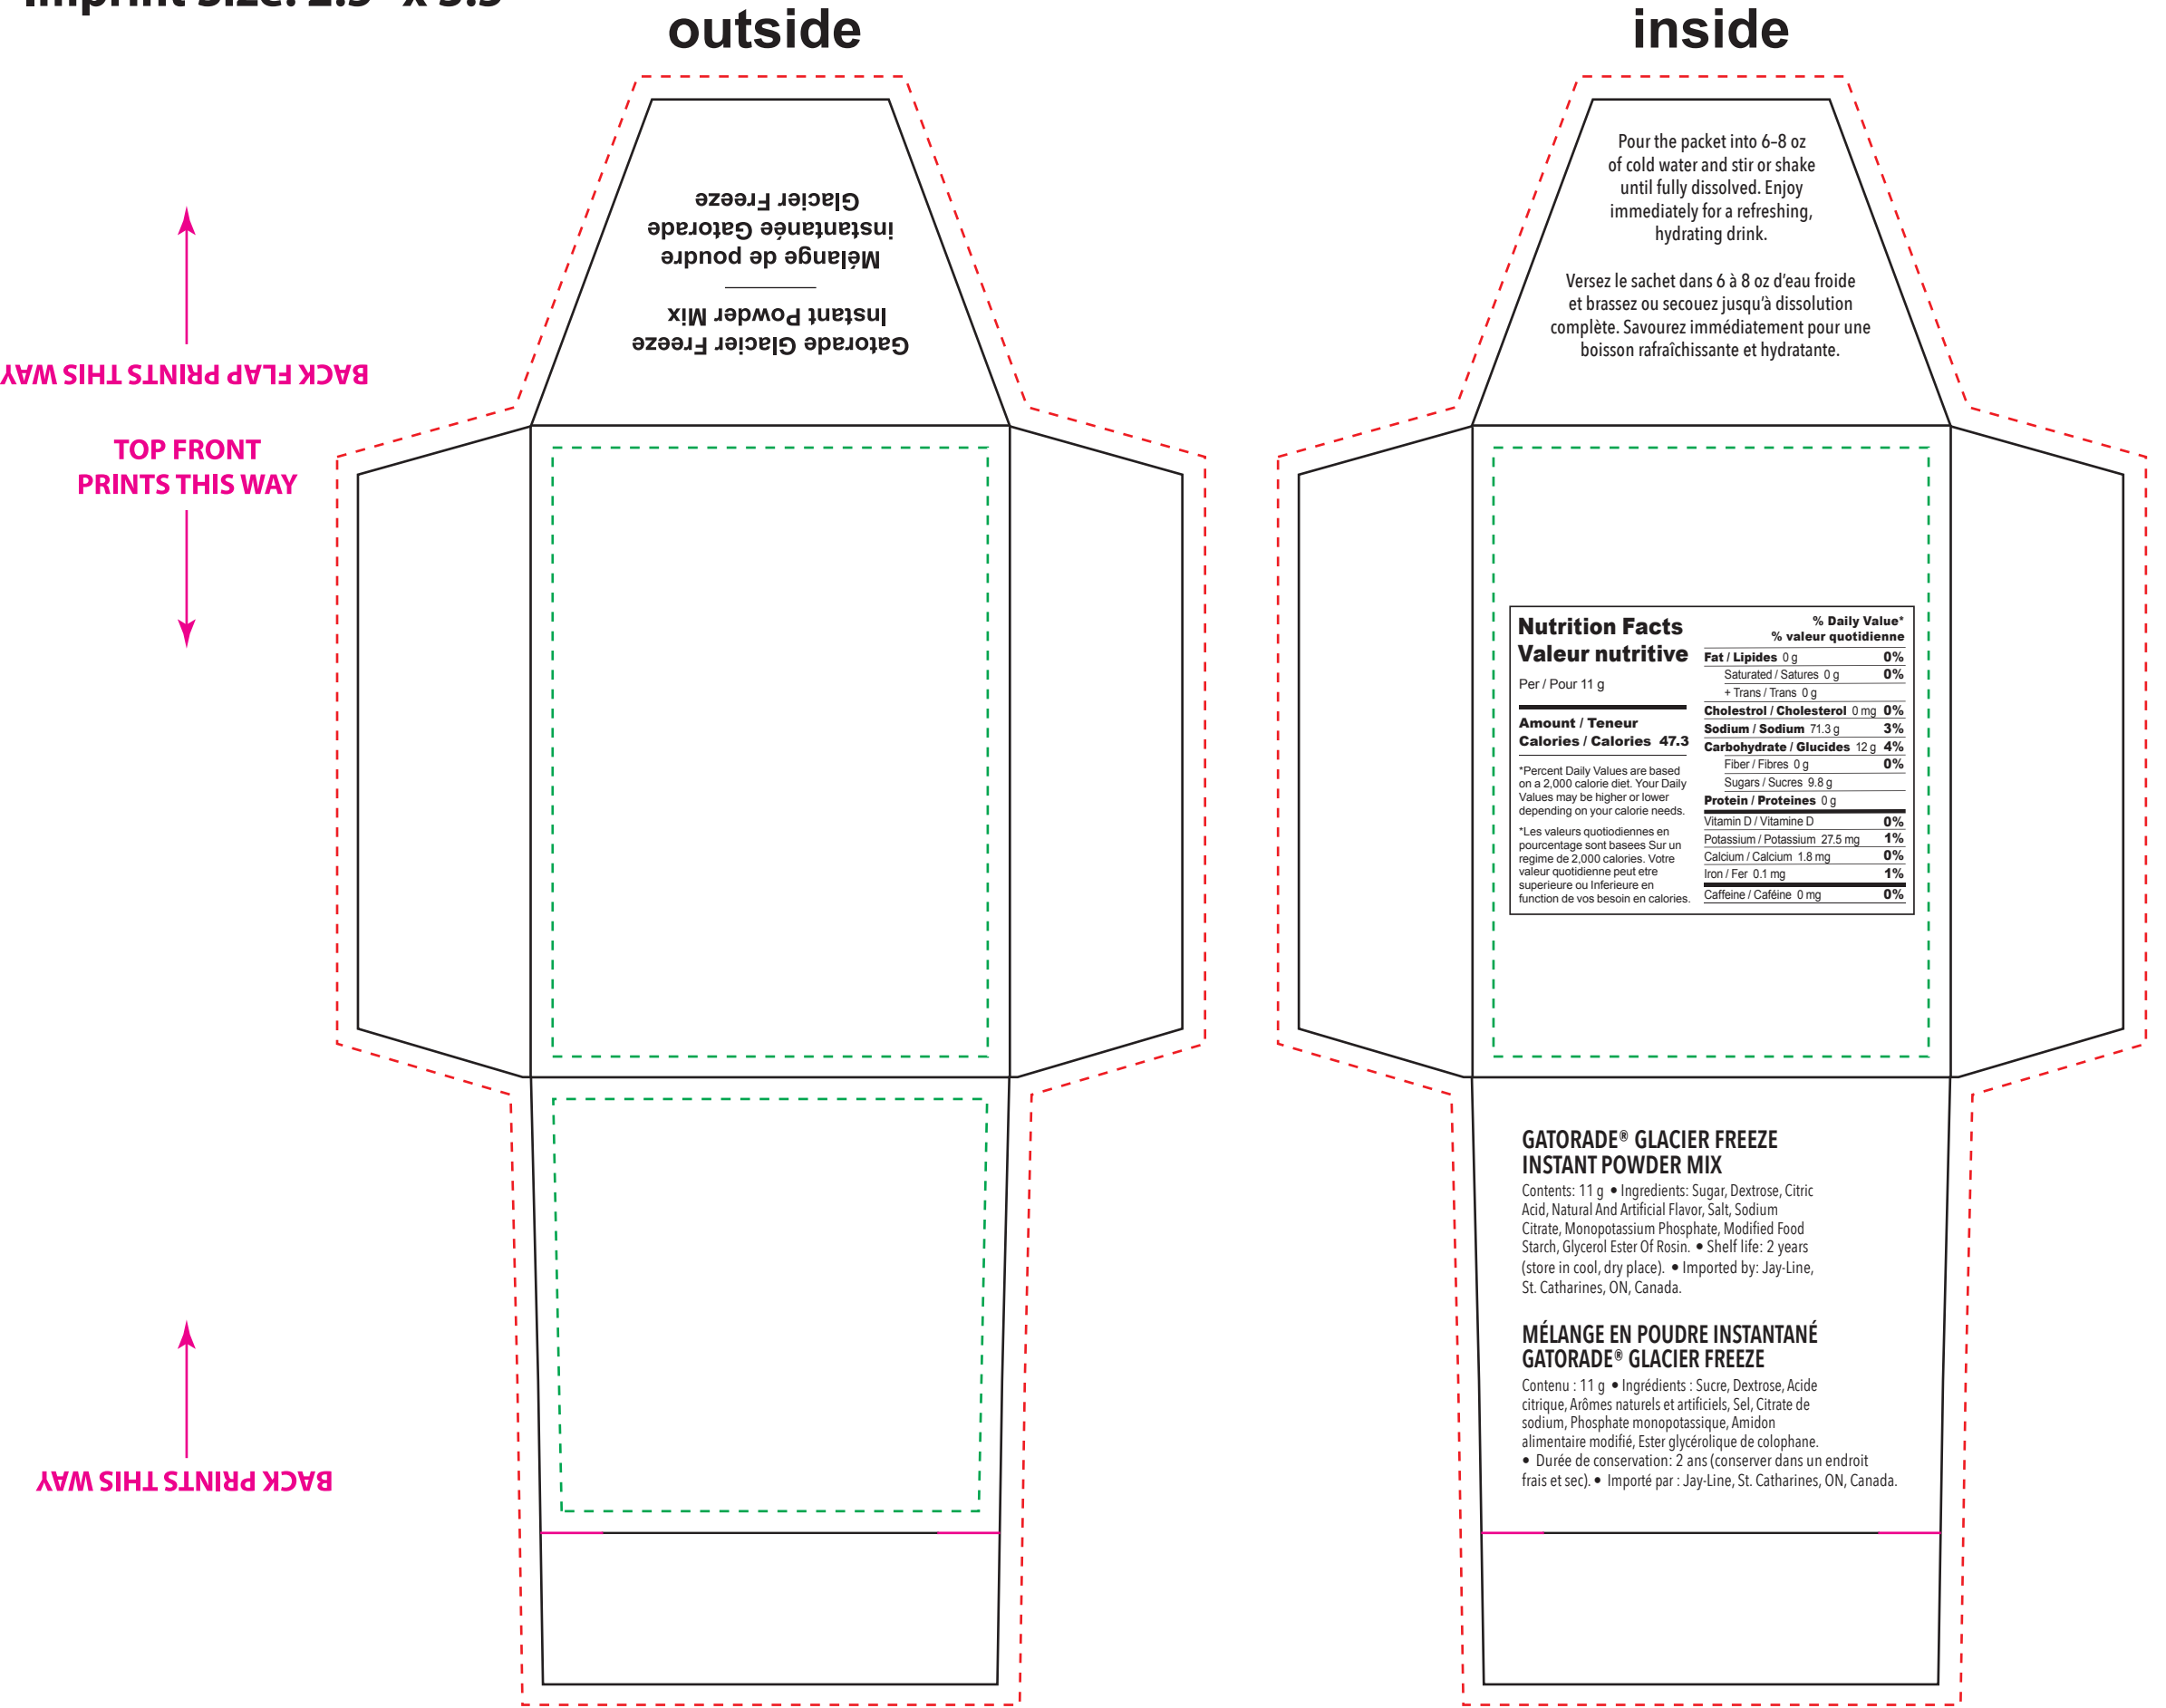 Imprint Size: 2.5" x 3.5"
outside
inside
Glacier Freeze
instantanée Gatorade
Mélange de poudre
Instant Powder Mix
Gatorade Glacier Freeze
BACK FLAP PRINTS THIS WAY
TOP FRONT
PRINTS THIS WAY
BACK PRINTS THIS WAY
Pour the packet into 6–8 oz
of cold water and stir or shake
until fully dissolved. Enjoy
immediately for a refreshing,
hydrating drink.
Versez le sachet dans 6 à 8 oz d’eau froide
et brassez ou secouez jusqu’à dissolution
complète. Savourez immédiatement pour une
boisson rafraîchissante et hydratante.
Nutrition Facts
Valeur nutritive
Per / Pour 11 g
Amount / Teneur
Calories / Calories 47.3
*Percent Daily Values are based
on a 2,000 calorie diet. Your Daily
Values may be higher or lower
depending on your calorie needs.
*Les valeurs quotiodiennes en
pourcentage sont basees Sur un
regime de 2,000 calories. Votre
valeur quotidienne peut etre
superieure ou Inferieure en
function de vos besoin en calories.
% Daily Value*
% valeur quotidienne
Fat / Lipides 0 g 0%
Saturated / Satures 0 g 0%
+ Trans / Trans 0 g
Cholestrol / Cholesterol 0 mg 0%
Sodium / Sodium 71.3 g 3%
Carbohydrate / Glucides 12 g 4%
Fiber / Fibres 0 g 0%
Sugars / Sucres 9.8 g
Protein / Proteines 0 g
Vitamin D / Vitamine D 0%
Potassium / Potassium 27.5 mg 1%
Calcium / Calcium 1.8 mg 0%
Iron / Fer 0.1 mg 1%
Caffeine / Caféine 0 mg 0%
GATORADE® GLACIER FREEZE
INSTANT POWDER MIX
Contents: 11 g • Ingredients: Sugar, Dextrose, Citric
Acid, Natural And Artificial Flavor, Salt, Sodium
Citrate, Monopotassium Phosphate, Modified Food
Starch, Glycerol Ester Of Rosin. • Shelf life: 2 years
(store in cool, dry place). • Imported by: Jay-Line,
St. Catharines, ON, Canada.
MÉLANGE EN POUDRE INSTANTANÉ
GATORADE® GLACIER FREEZE
Contenu : 11 g • Ingrédients : Sucre, Dextrose, Acide
citrique, Arômes naturels et artificiels, Sel, Citrate de
sodium, Phosphate monopotassique, Amidon
alimentaire modifié, Ester glycérolique de colophane.
• Durée de conservation: 2 ans (conserver dans un endroit
frais et sec). • Importé par : Jay-Line, St. Catharines, ON, Canada.